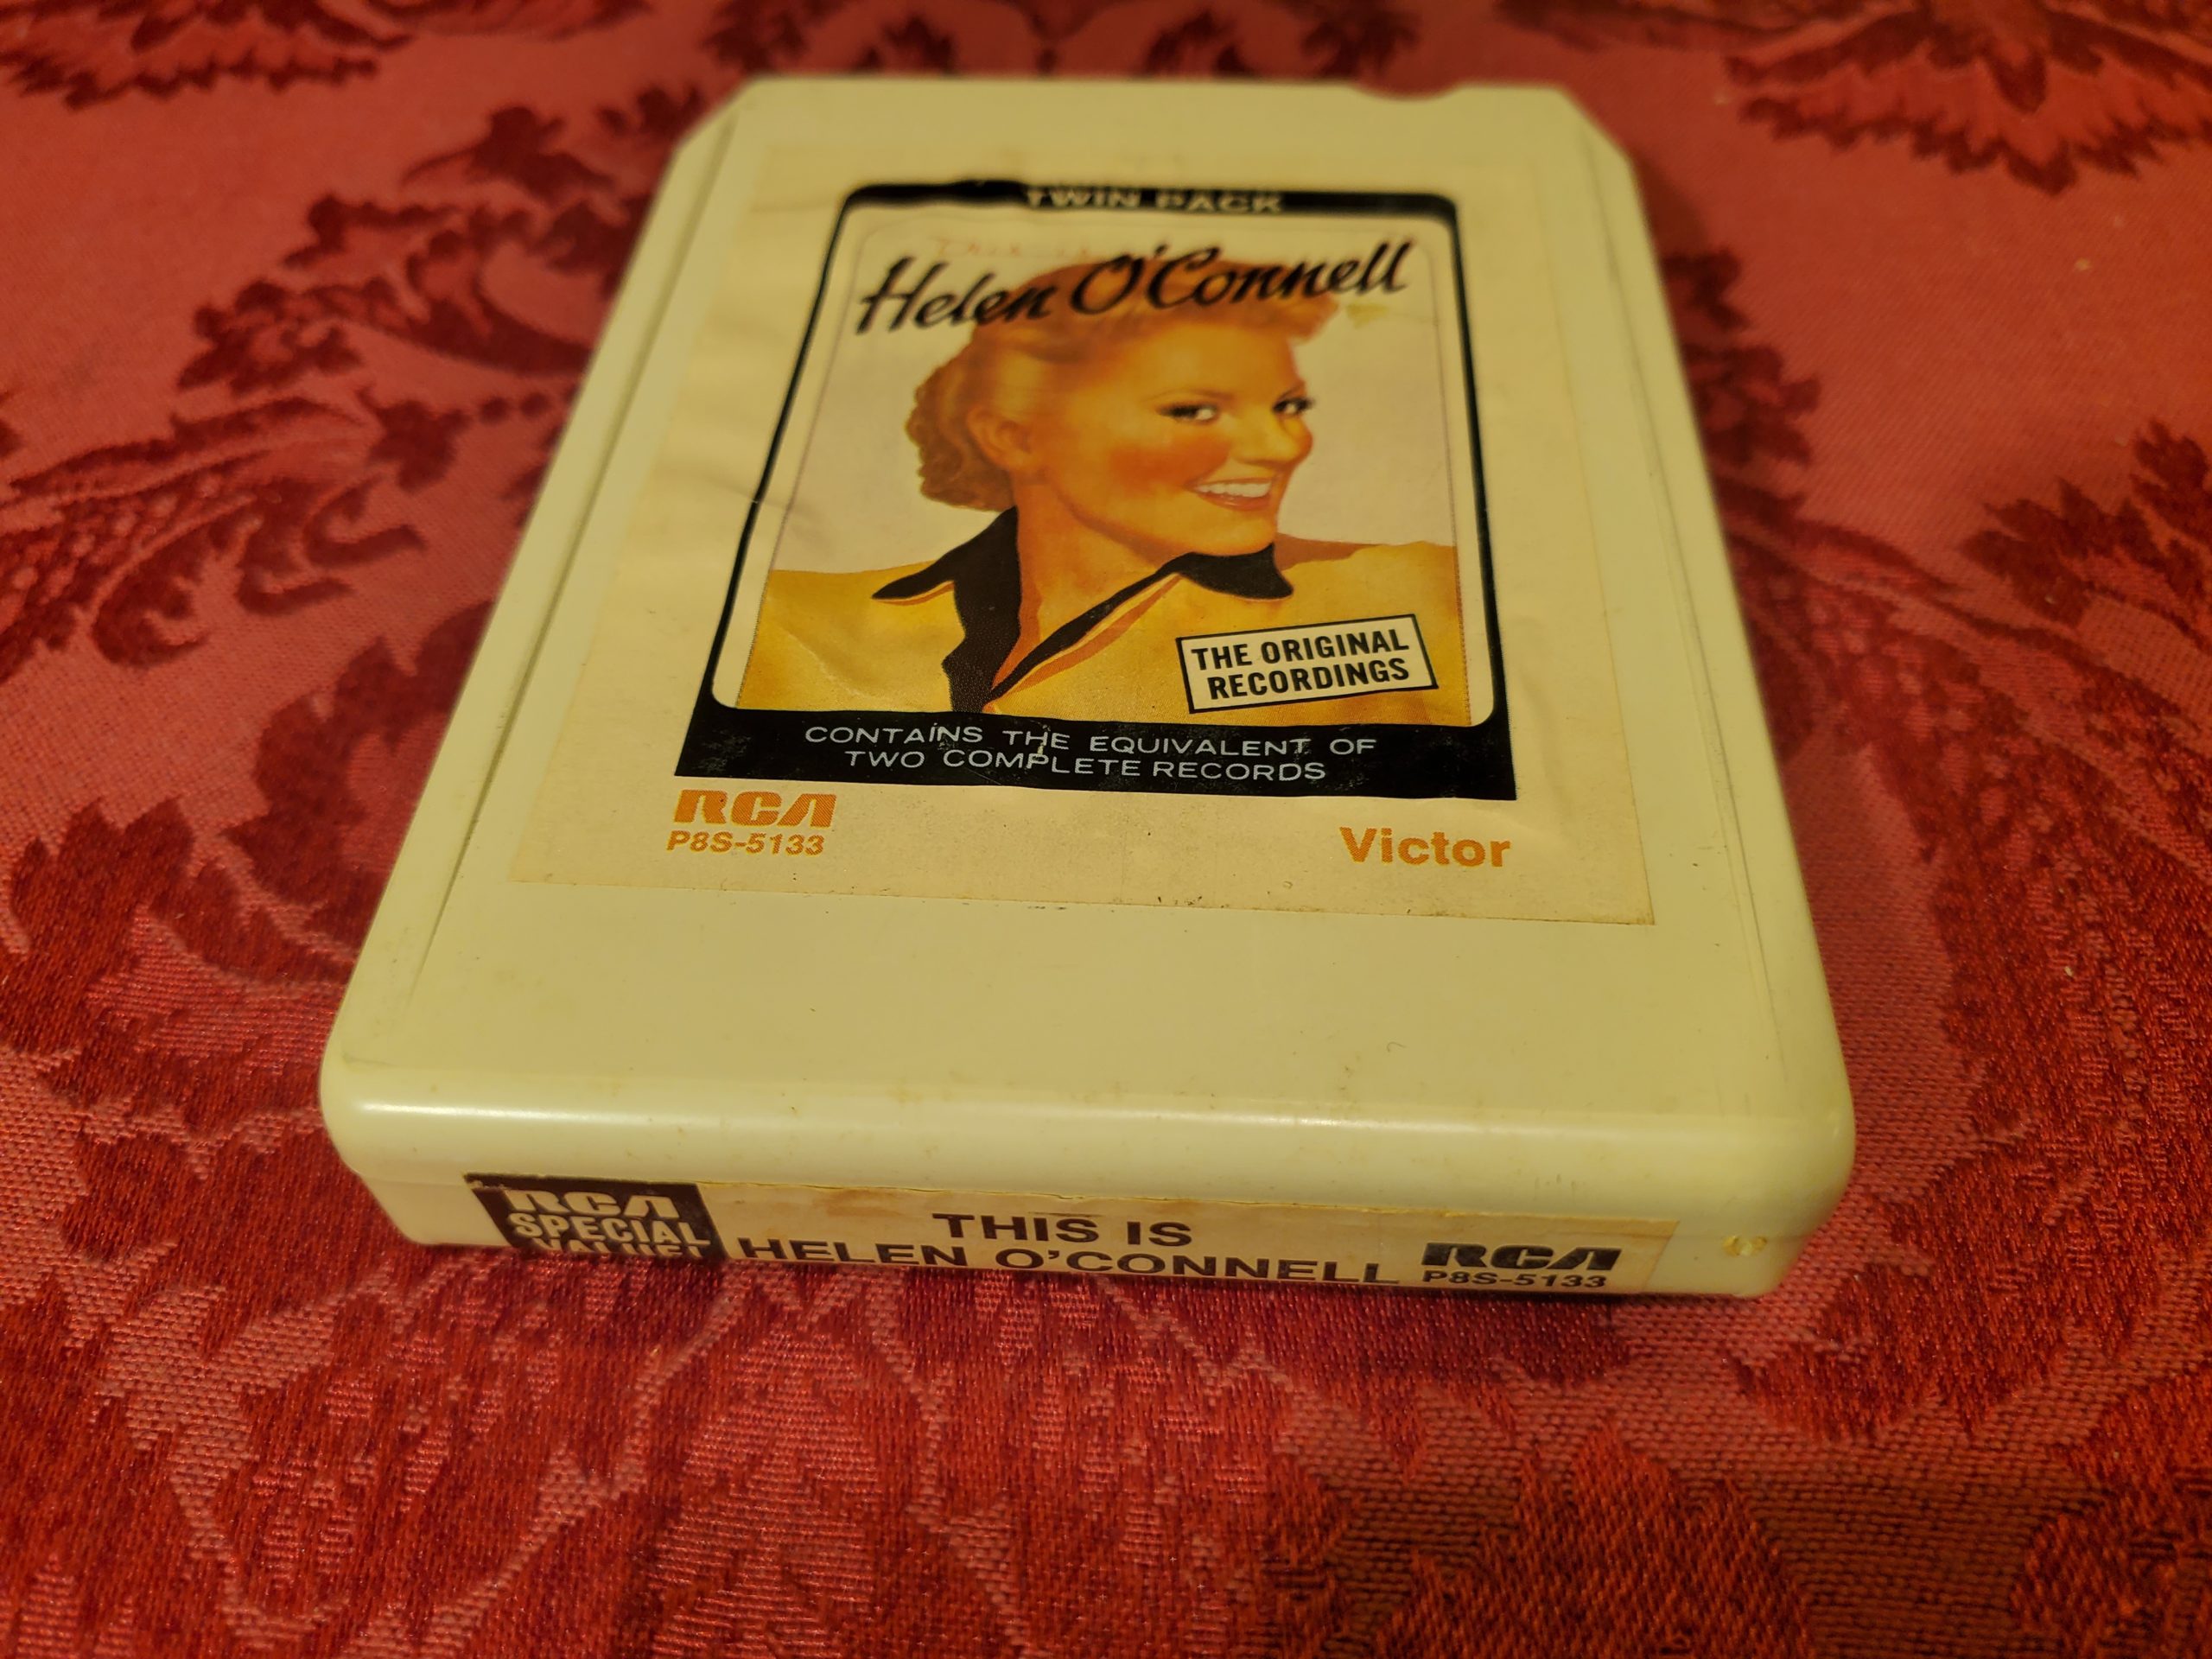 TWIN PACK
Helen O'Connell
THE ORIGINAL
RECORDINGS
CONTAINS THE EQUIVALENT OF
TWO COMPLETE RECORDS
RCA
P8S-5133
Victor
RCA
SPECIAL
VALUE!
THIS IS
HELEN O'CONNELL
RCA
P8S-5133